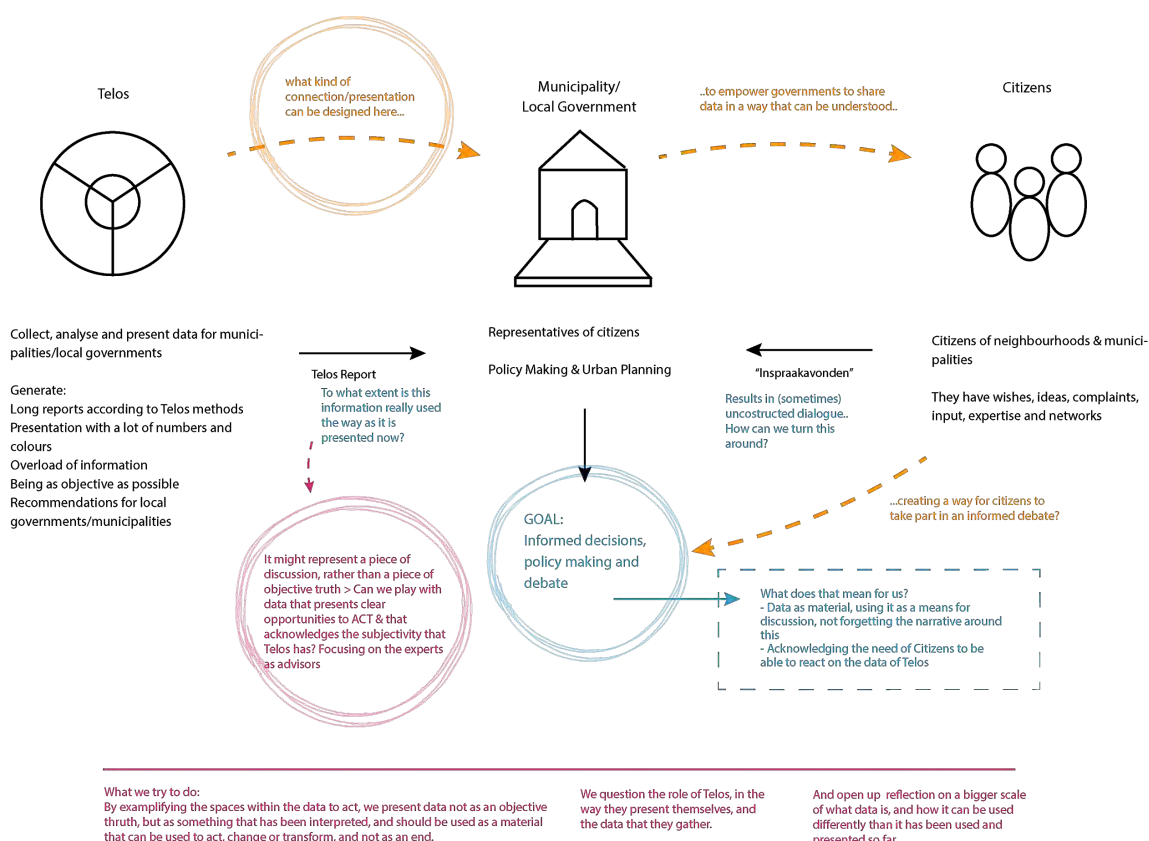 Telos
what kind of
connection/presentation
can be designed here...
Municipality/
Local Government
..to empower governments to share
data in a way that can be understood..
Citizens
Collect, analyse and present data for munici-
palities/local governments
Generate:
Long reports according to Telos methods
Presentation with a lot of numbers and
colours
Overload of information
Being as objective as possible
Recommendations for local
governments/municipalities
Telos Report
To what extent is this
information really used
the way as it is
presented now?
Representatives of citizens
Policy Making & Urban Planning
“Inspraakavonden”
Results in (sometimes)
uncostructed dialogue..
How can we turn this
around?
Citizens of neighbourhoods & munici-
palities
They have wishes, ideas, complaints,
input, expertise and networks
...creating a way for citizens to
take part in an informed debate?
It might represent a piece of
discussion, rather than a piece of
objective truth > Can we play with
data that presents clear
opportunities to ACT & that
acknowledges the subjectivity that
Telos has? Focusing on the experts
as advisors
GOAL:
Informed decisions,
policy making and
debate
What does that mean for us?
- Data as material, using it as a means for
discussion, not forgetting the narrative around
this
- Acknowledging the need of Citizens to be
able to react on the data of Telos
What we try to do:
By examplifying the spaces within the data to act, we present data not as an objective
thruth, but as something that has been interpreted, and should be used as a material
that can be used to act, change or transform, and not as an end.
We question the role of Telos, in the
way they present themselves, and
the data that they gather.
And open up reflection on a bigger scale
of what data is, and how it can be used
differently than it has been used and
presented so far